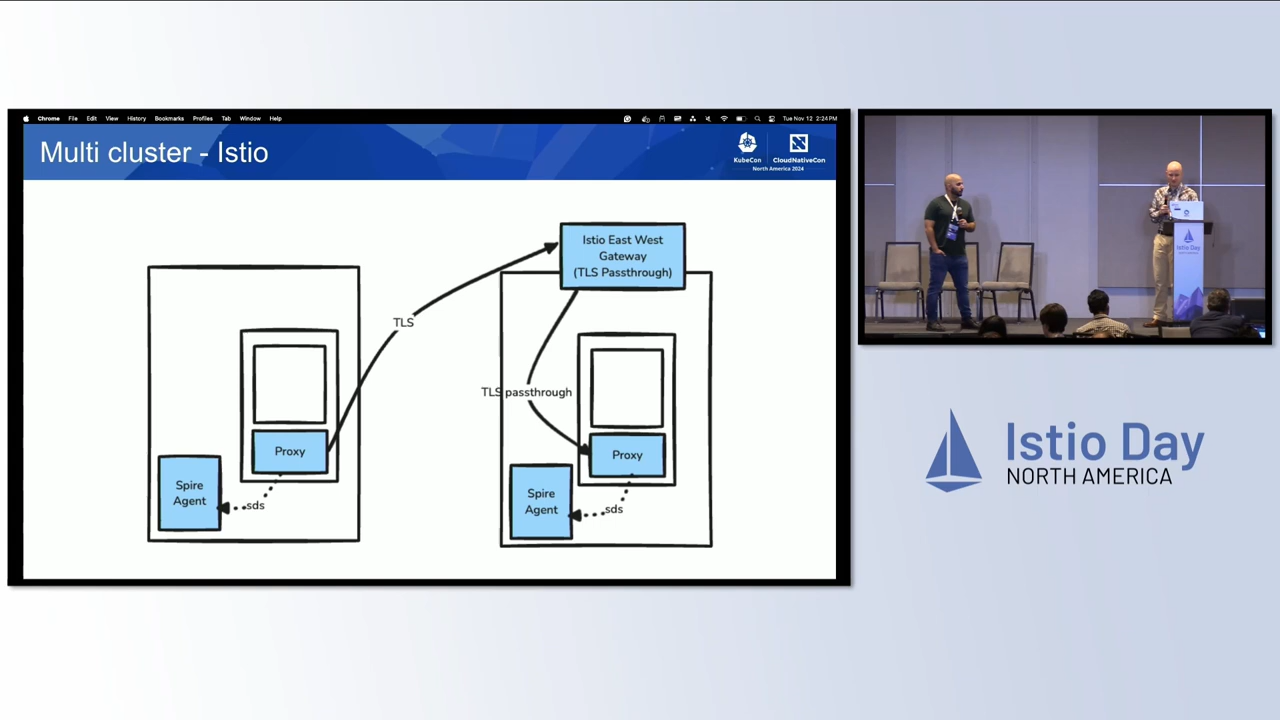 Chrome File Edit View History Bookmarks Profiles Tab Window Help
Tue Nov 12 2:24 PM
Multi cluster - Istio
KubeCon
CloudNativeCon
North America 2024
Istio East West
Gateway
(TLS Passthrough)
TLS
TLS passthrough
Proxy
Spire
Agent
sds
Proxy
Spire
Agent
sds
Istio Day
Istio Day
NORTH AMERICA